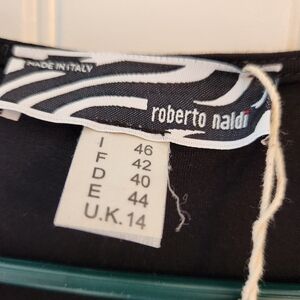 MADE IN ITALY
roberto naldi
I 46
F 42
D 40
E 44
U.K. 14